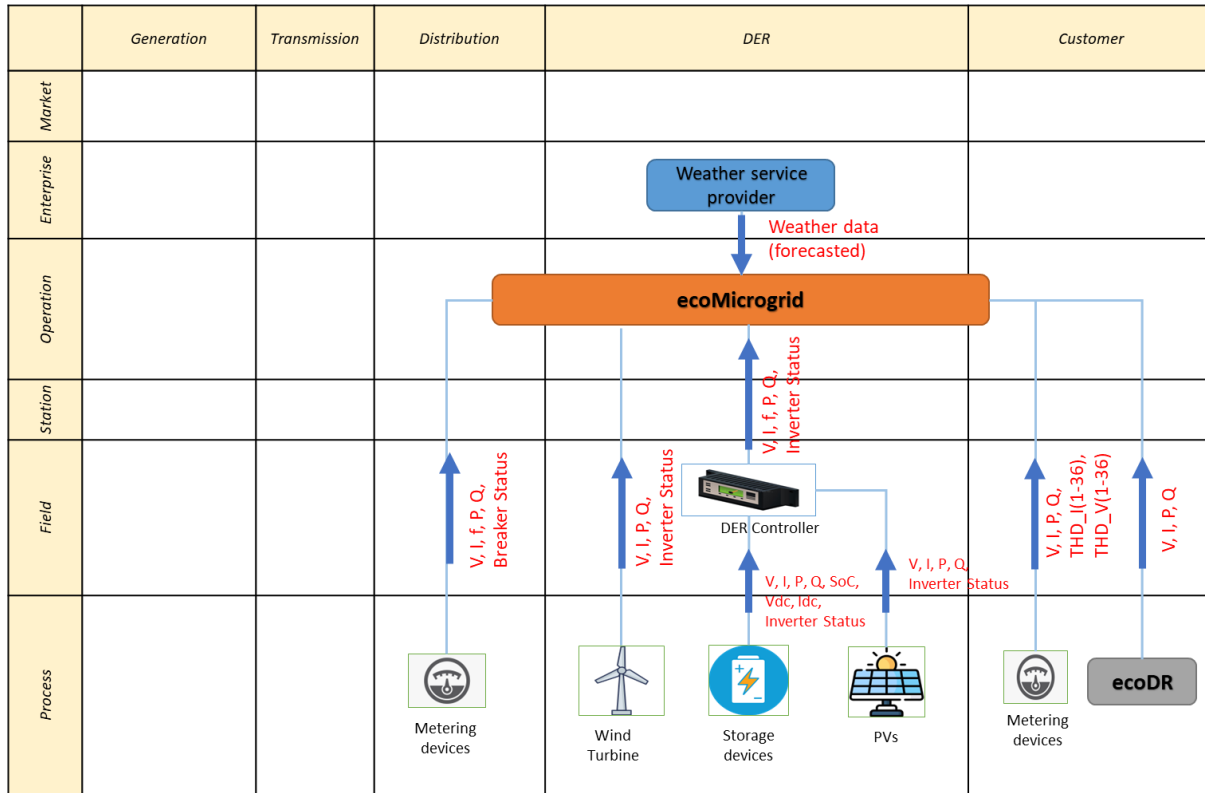 Generation
Transmission
Distribution
DER
Customer
Market
Enterprise
Weather service
provider
Weather data
(forecasted)
Operation
ecoMicrogrid
Station
V, I, f, P, Q,
Inverter Status
Field
V, I, f, P, Q,
Breaker Status
V, I, P, Q,
Inverter Status
DER Controller
V, I, P, Q, SoC,
Vdc, Idc,
Inverter Status
V, I, P, Q,
Inverter Status
V, I, P, Q,
THD_I(1-36),
THD_V(1-36)
V, I, P, Q
Process
Metering
devices
Wind
Turbine
Storage
devices
PVs
Metering
devices
ecoDR